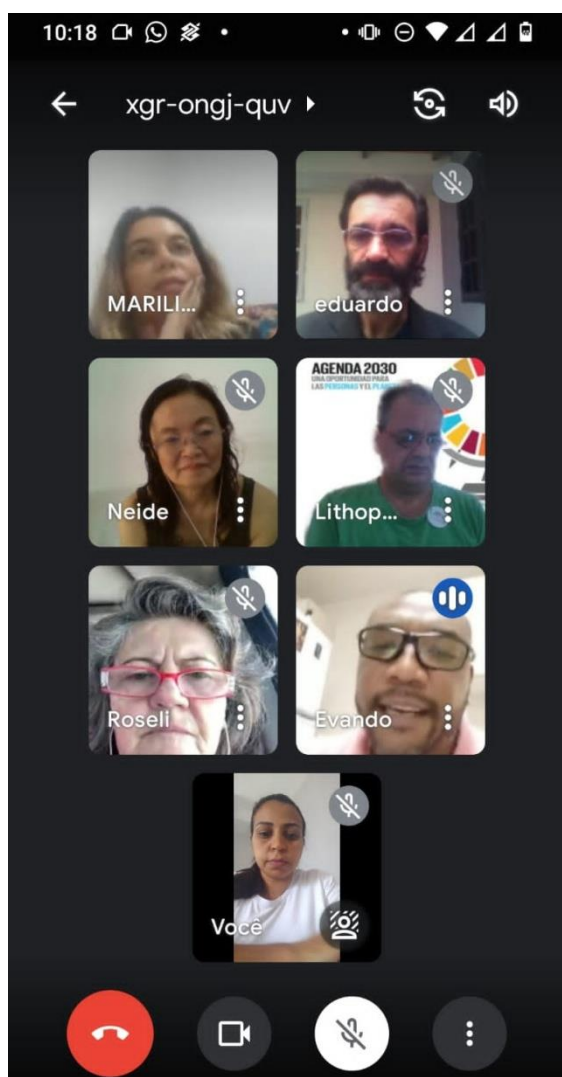 10:18
xgr-ongj-quv
MARILI...
eduardo
Neide
AGENDA 2030
UNA OPORTUNIDAD PARA
LAS PERSONAS Y EL PLANETA
Lithop...
Roseli
Evando
Você